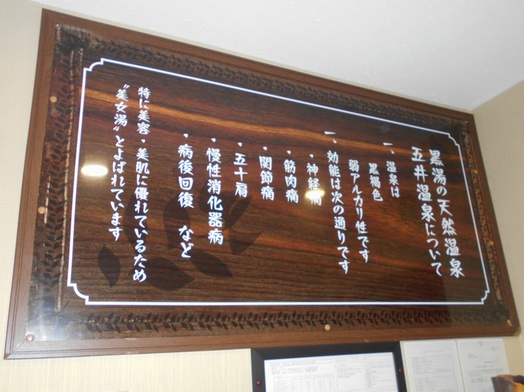 黒湯の天然温泉
五井温泉について
一、温泉は
黒褐色
弱アルカリ性です
一、効能は次の通りです
・神経痛
・筋肉痛
・関節痛
・五十肩
・慢性消化器病
・病後回復 など
特に美容・美肌に優れているため
〝美女湯〟とよばれています